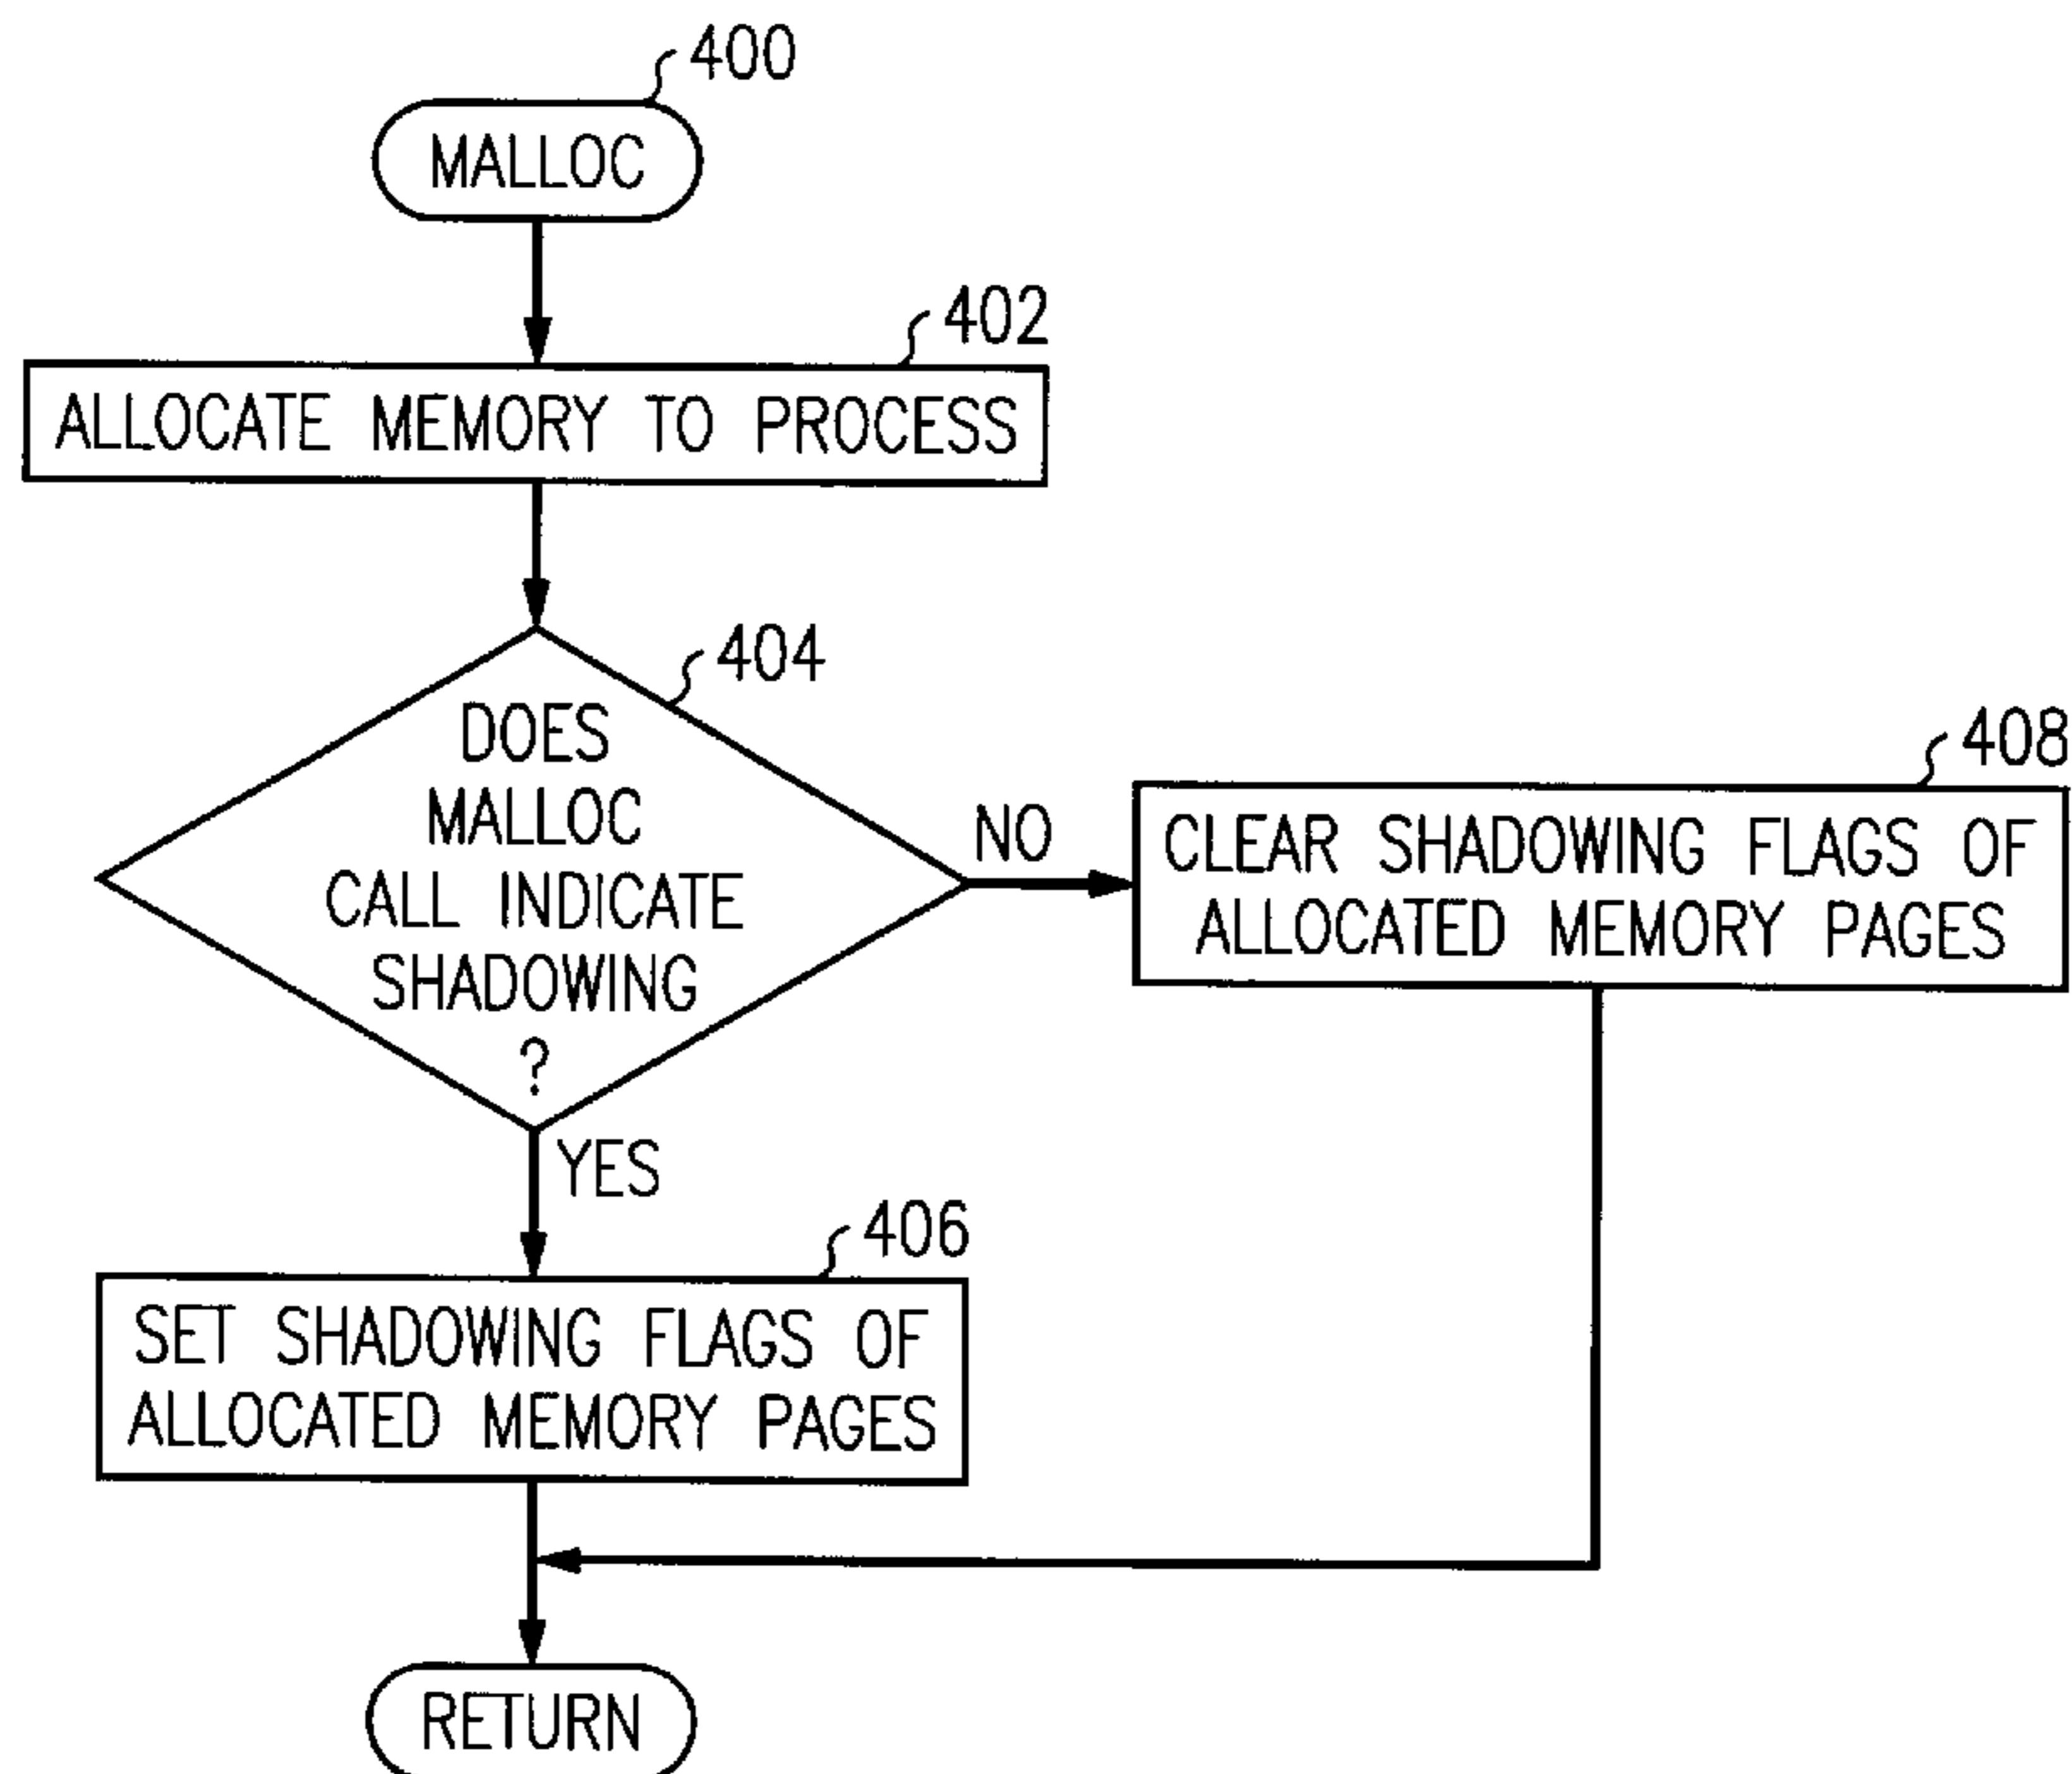 400
MALLOC
402
ALLOCATE MEMORY TO PROCESS
404
DOES
MALLOC
CALL INDICATE
SHADOWING
?
NO
408
CLEAR SHADOWING FLAGS OF
ALLOCATED MEMORY PAGES
YES
406
SET SHADOWING FLAGS OF
ALLOCATED MEMORY PAGES
RETURN